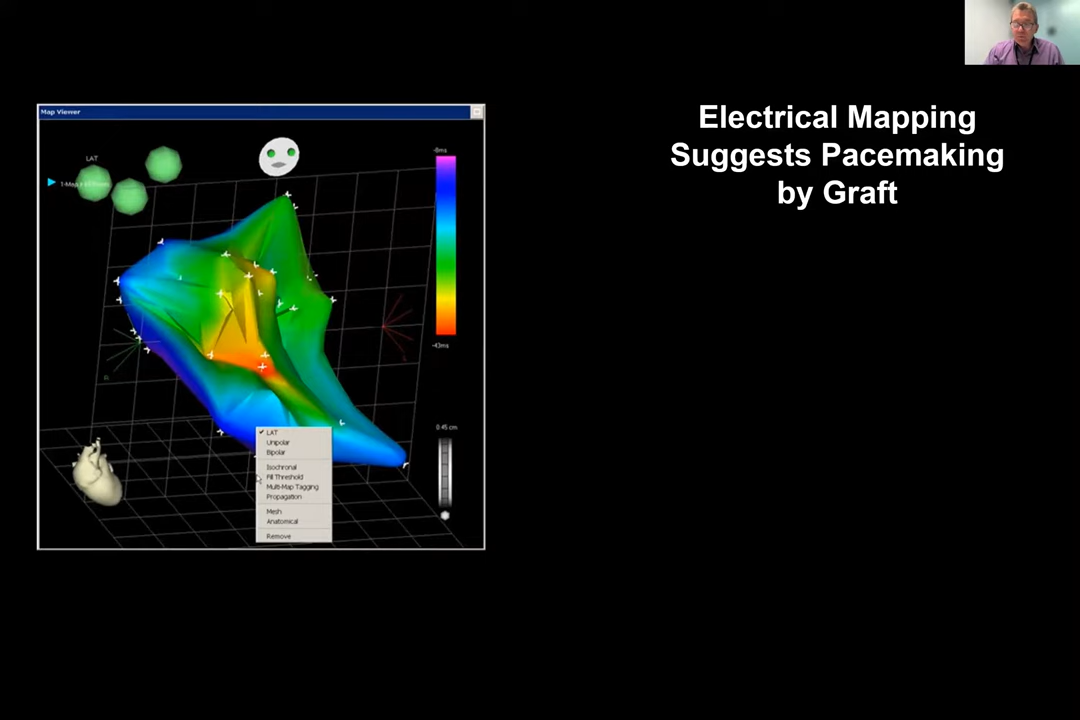 Electrical Mapping
Suggests Pacemaking
by Graft
Map Viewer
LAT
-8ms
-43ms
0.45 cm
LAT
Unipolar
Bipolar
Isochronal
Fill Threshold
Multi-Map Tagging
Propagation
Mesh
Anatomical
Remove